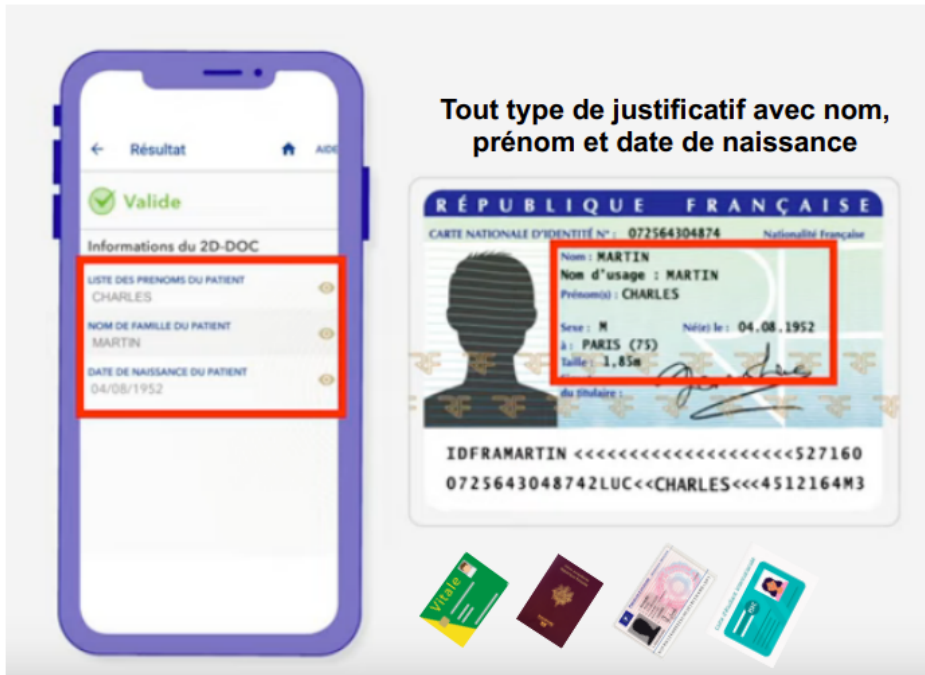 Tout type de justificatif avec nom,
prénom et date de naissance
← Résultat AIDE
Valide
Informations du 2D-DOC
LISTE DES PRENOMS DU PATIENT
CHARLES
NOM DE FAMILLE DU PATIENT
MARTIN
DATE DE NAISSANCE DU PATIENT
04/08/1952
RÉPUBLIQUE FRANÇAISE
CARTE NATIONALE D'IDENTITÉ N° : 072564304874 Nationalité Française
Nom : MARTIN
Nom d'usage : MARTIN
Prénom(s) : CHARLES
Sexe : M Né(e) le : 04.08.1952
à : PARIS (75)
Taille : 1,85m
du titulaire :
IDFRAMARTIN <<<<<<<<<<<<<<<<<<<<<<<<527160
0725643048742LUC<<CHARLES<<<4512164M3
Vitale